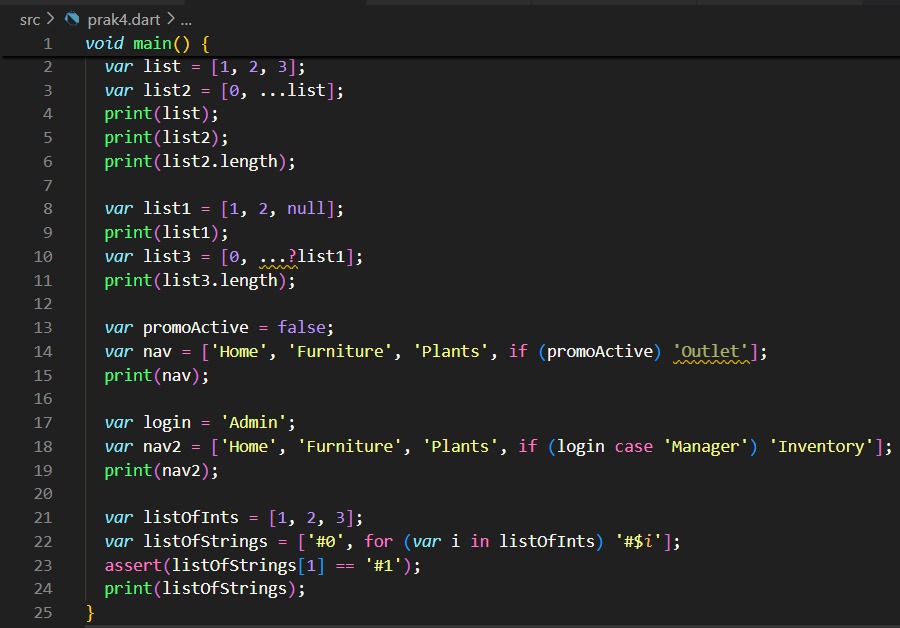 src > prak4.dart > ...
1 void main() {
2 var list = [1, 2, 3];
3 var list2 = [0, ...list];
4 print(list);
5 print(list2);
6 print(list2.length);
7
8 var list1 = [1, 2, null];
9 print(list1);
10 var list3 = [0, ...?list1];
11 print(list3.length);
12
13 var promoActive = false;
14 var nav = ['Home', 'Furniture', 'Plants', if (promoActive) 'Outlet'];
15 print(nav);
16
17 var login = 'Admin';
18 var nav2 = ['Home', 'Furniture', 'Plants', if (login case 'Manager') 'Inventory'];
19 print(nav2);
20
21 var listOfInts = [1, 2, 3];
22 var listOfStrings = ['#0', for (var i in listOfInts) '#$i'];
23 assert(listOfStrings[1] == '#1');
24 print(listOfStrings);
25 }